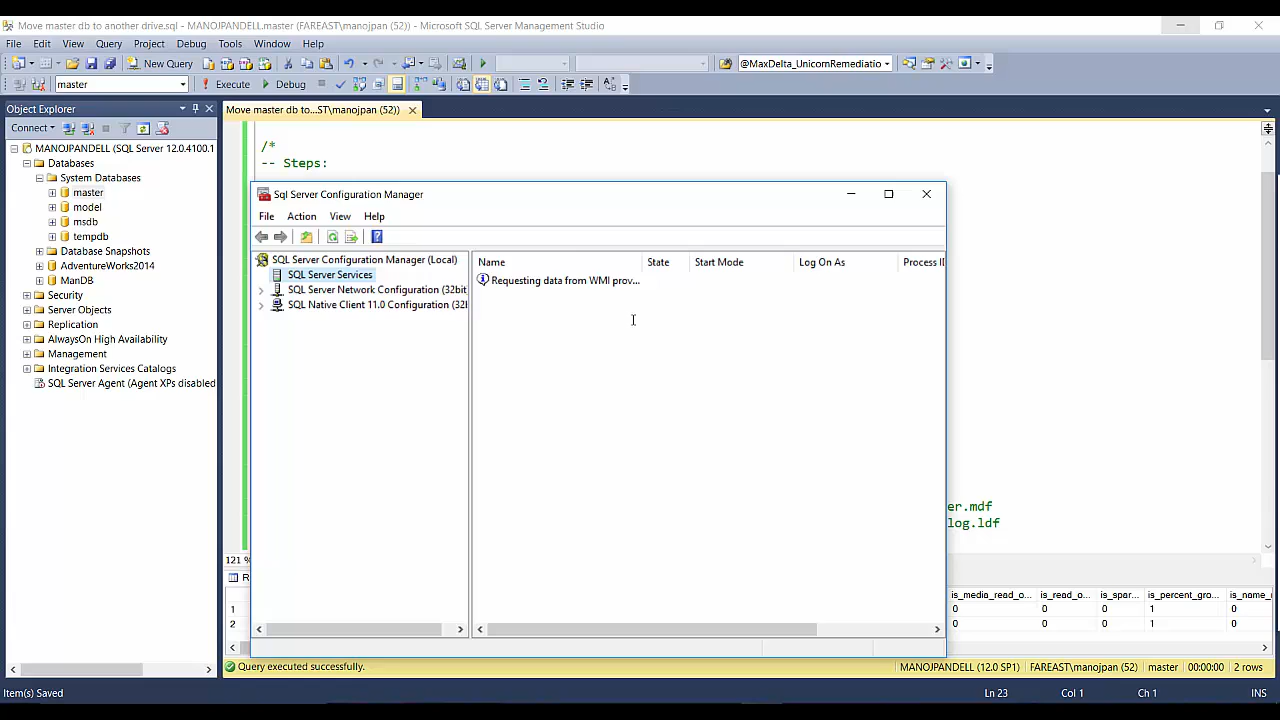 Move master db to another drive.sql - MANOJPANDELL.master (FAREAST\manojpan (52)) - Microsoft SQL Server Management Studio
File Edit View Query Project Debug Tools Window Help
New Query @MaxDelta_UnicomRemediatio
master Execute Debug
Object Explorer
Move master db to...ST\manojpan (52))
Connect
MANOJPANDELL (SQL Server 12.0.4100.1
Databases
System Databases
master
model
msdb
tempdb
Database Snapshots
AdventureWorks2014
ManDB
Security
Server Objects
Replication
AlwaysOn High Availability
Management
Integration Services Catalogs
SQL Server Agent (Agent XPs disabled
/*
-- Steps:
Sql Server Configuration Manager
File Action View Help
SQL Server Configuration Manager (Local)
SQL Server Services
SQL Server Network Configuration (32bit
SQL Native Client 11.0 Configuration (32l
Name State Start Mode Log On As Process ID
Requesting data from WMI prov...
er.mdf
log.ldf
121 %
R
is_media_read_o... is_read_o... is_spar... is_percent_gro... is_name_
1 0 0 0 1 0
2 0 0 0 1 0
Query executed successfully. MANOJPANDELL (12.0 SP1) FAREAST\manojpan (52) master 00:00:00 2 rows
Item(s) Saved Ln 23 Col 1 Ch 1 INS